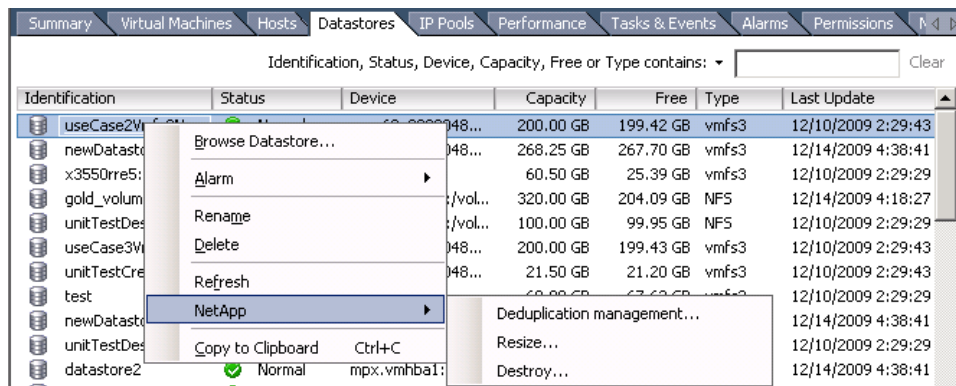 Summary Virtual Machines Hosts Datastores IP Pools Performance Tasks & Events Alarms Permissions
Identification, Status, Device, Capacity, Free or Type contains: Clear
Identification Status Device Capacity Free Type Last Update
200.00 GB 199.42 GB vmfs3 12/10/2009 2:29:43
newDatasto 048... 268.25 GB 267.70 GB vmfs3 12/14/2009 4:38:41
x3550rre5: 60.50 GB 25.39 GB vmfs3 12/10/2009 2:29:29
gold_volum :/vol... 320.00 GB 204.09 GB NFS 12/14/2009 4:18:27
unitTestDes :/vol... 100.00 GB 99.95 GB NFS 12/10/2009 2:29:29
useCase3Vm 048... 200.00 GB 199.43 GB vmfs3 12/10/2009 2:29:43
unitTestCre 048... 21.50 GB 21.20 GB vmfs3 12/10/2009 2:29:29
test 12/10/2009 2:29:29
newDatasto 12/14/2009 4:38:41
unitTestDes 12/10/2009 2:29:29
datastore2 Normal mpx.vmhba1: 12/14/2009 4:38:41
Browse Datastore...
Alarm
Rename
Delete
Refresh
NetApp
Copy to Clipboard Ctrl+C
Deduplication management...
Resize...
Destroy...